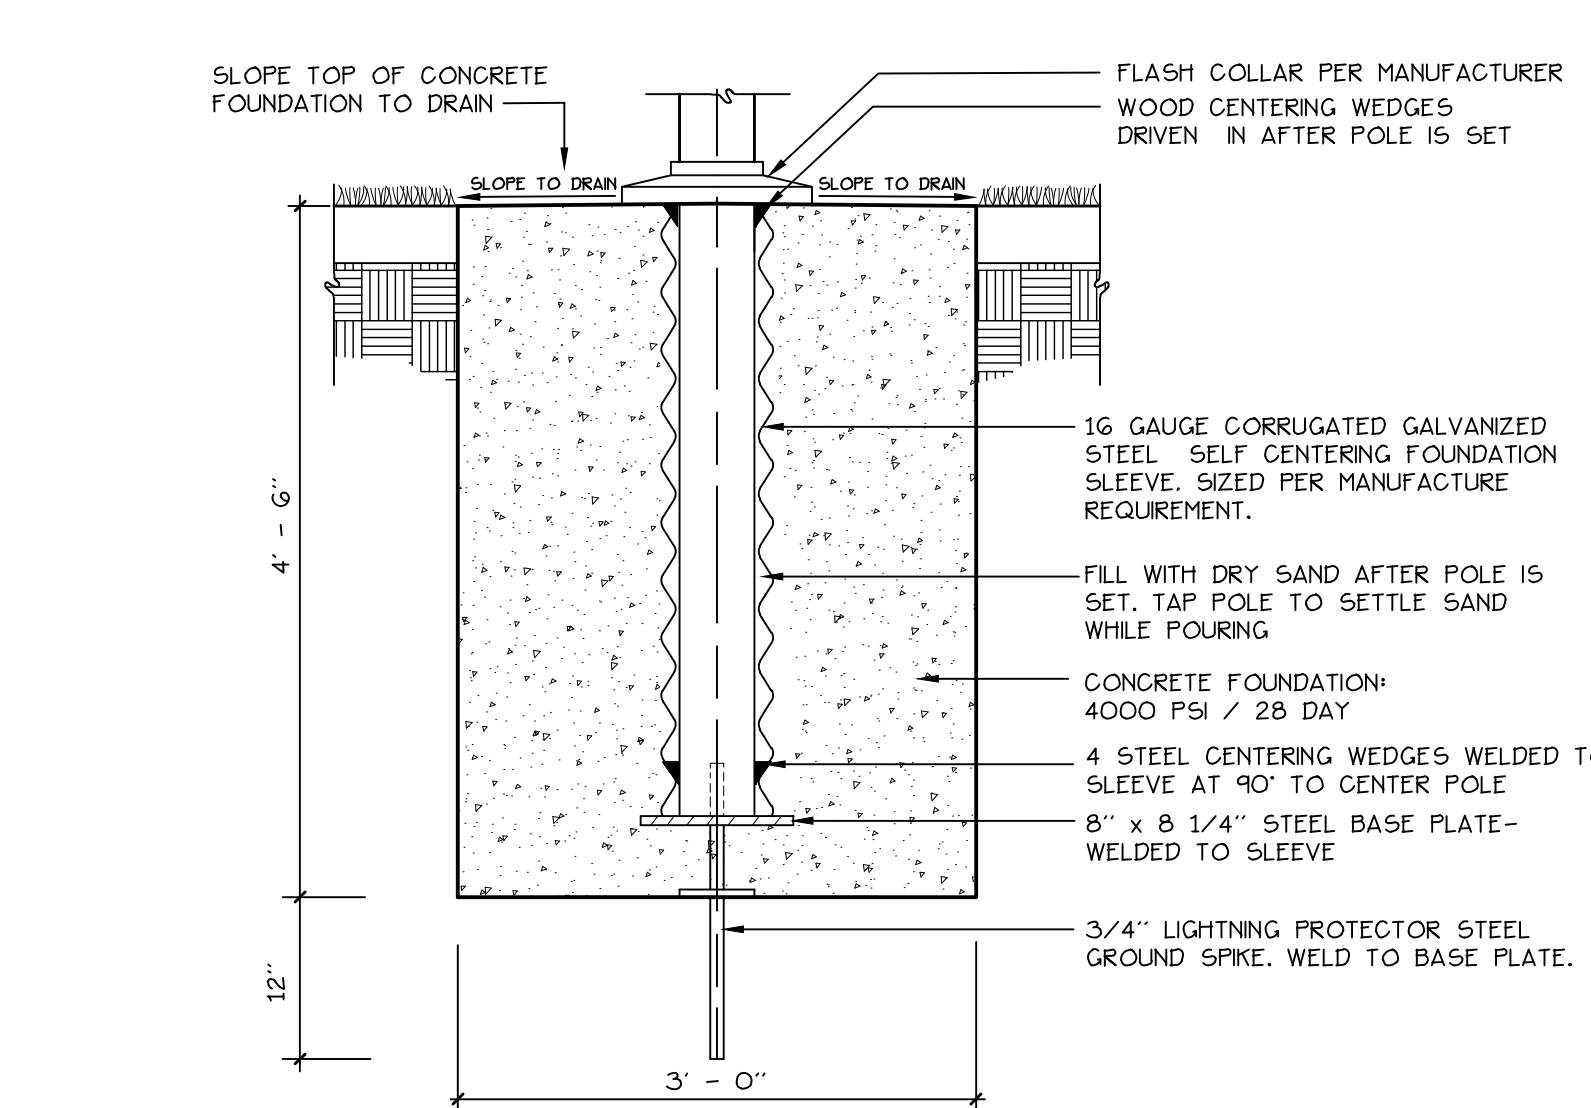 SLOPE TOP OF CONCRETE
FOUNDATION TO DRAIN
FLASH COLLAR PER MANUFACTURER
WOOD CENTERING WEDGES
DRIVEN IN AFTER POLE IS SET
SLOPE TO DRAIN
SLOPE TO DRAIN
16 GAUGE CORRUGATED GALVANIZED
STEEL SELF CENTERING FOUNDATION
SLEEVE. SIZED PER MANUFACTURE
REQUIREMENT.
4' - 6"
FILL WITH DRY SAND AFTER POLE IS
SET. TAP POLE TO SETTLE SAND
WHILE POURING
CONCRETE FOUNDATION:
4000 PSI / 28 DAY
4 STEEL CENTERING WEDGES WELDED TO
SLEEVE AT 90° TO CENTER POLE
8" x 8 1/4" STEEL BASE PLATE-
WELDED TO SLEEVE
3/4" LIGHTNING PROTECTOR STEEL
GROUND SPIKE. WELD TO BASE PLATE.
12"
3' - 0"